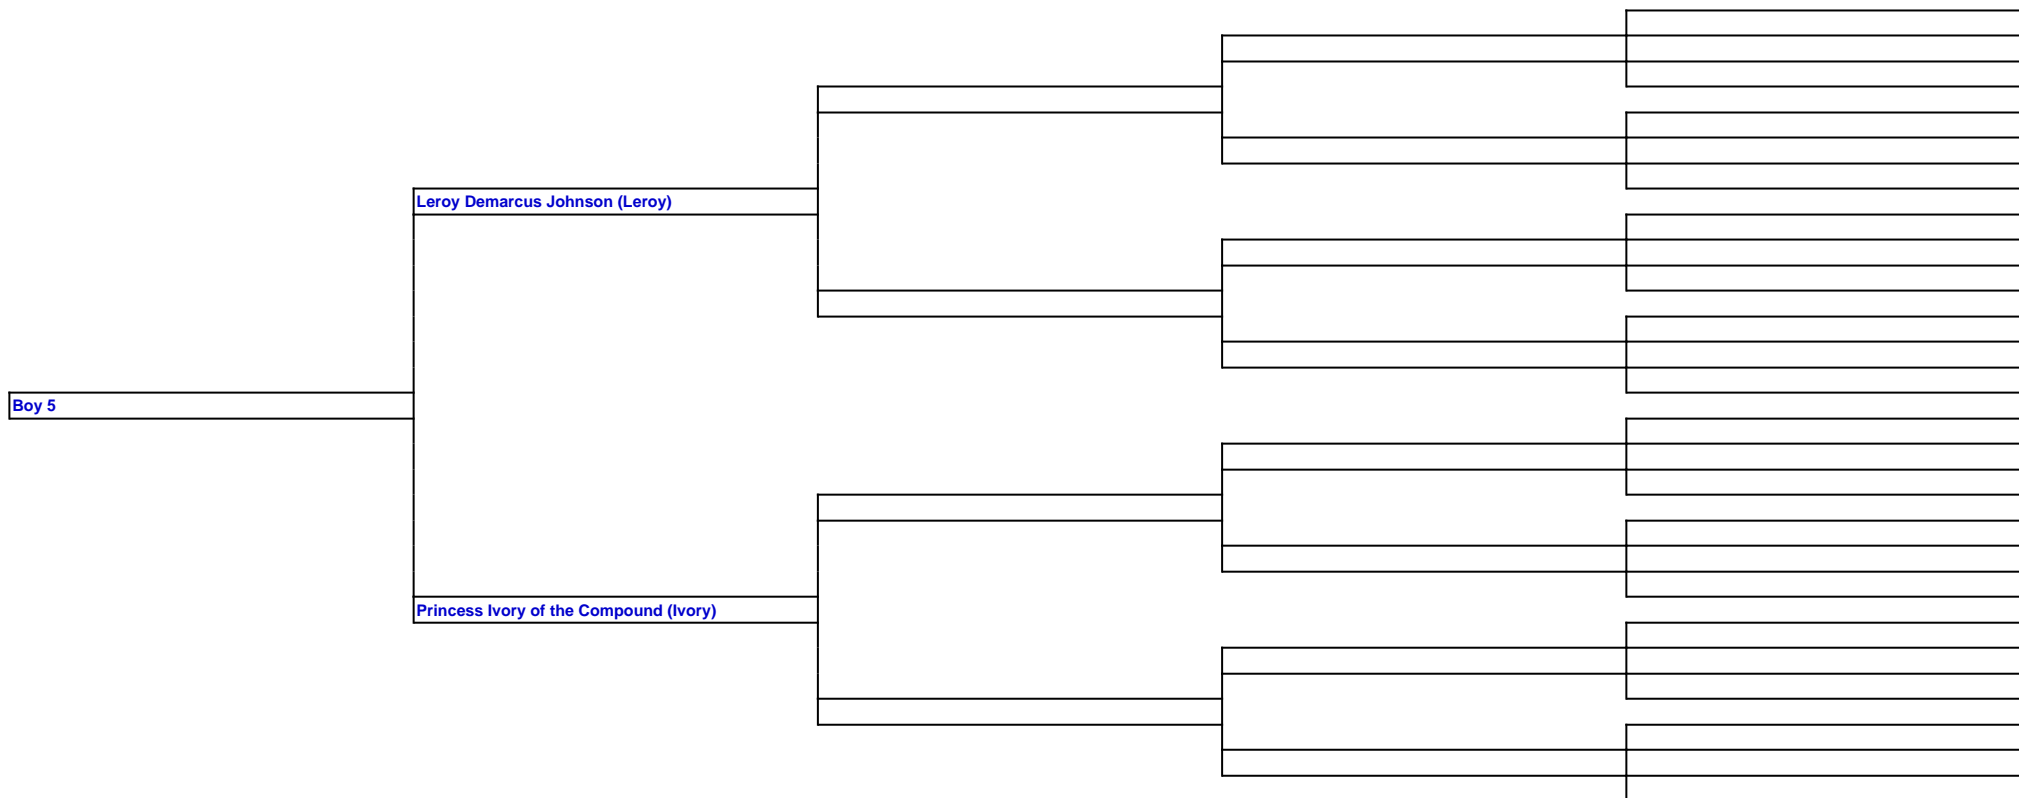 Leroy Demarcus Johnson (Leroy)
Boy 5
Princess Ivory of the Compound (Ivory)